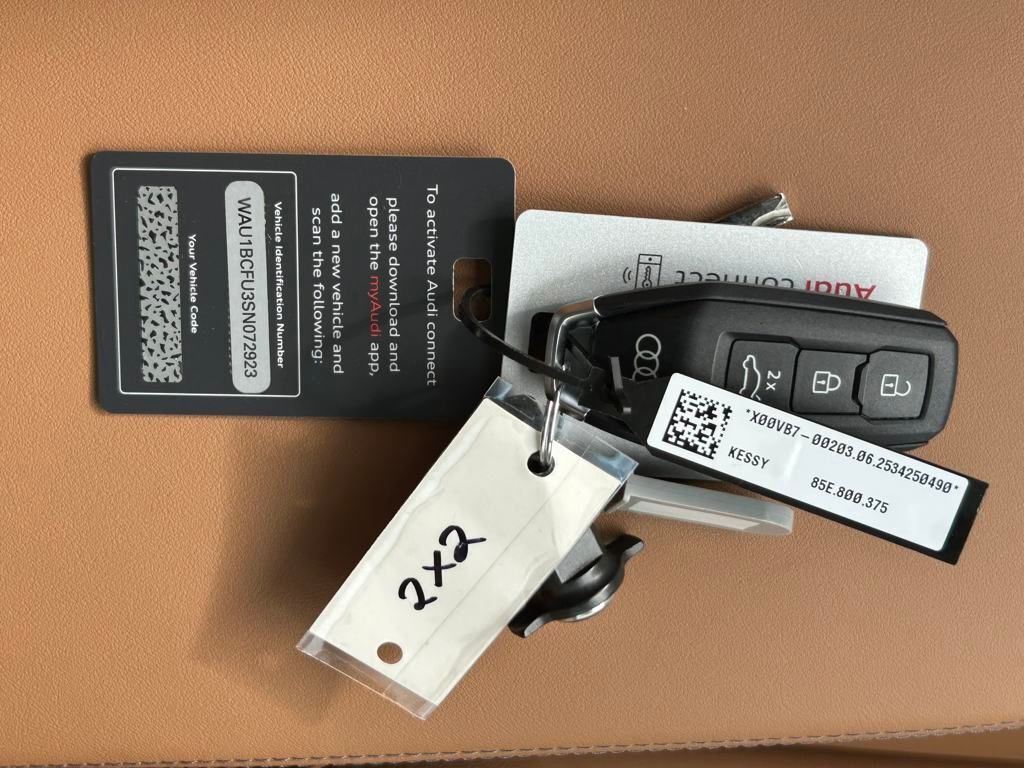 To activate Audi connect
please download and
open the myAudi app,
add a new vehicle and
scan the following:
Vehicle Identification Number
WAU1BCFU3SN072923
Your Vehicle Code
Audi connect
2x
*X00VB7-00203.06.2534250490*
KESSY
85E.800.375
2x2